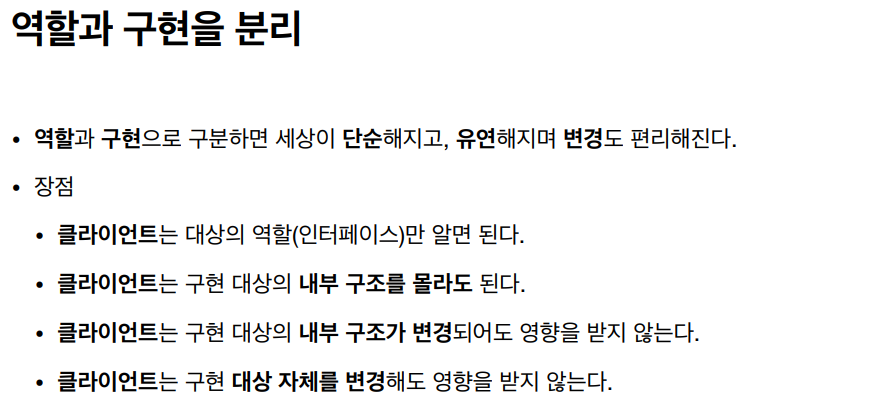 역할과 구현을 분리
• 역할과 구현으로 구분하면 세상이 단순해지고, 유연해지며 변경도 편리해진다.
• 장점
• 클라이언트는 대상의 역할(인터페이스)만 알면 된다.
• 클라이언트는 구현 대상의 내부 구조를 몰라도 된다.
• 클라이언트는 구현 대상의 내부 구조가 변경되어도 영향을 받지 않는다.
• 클라이언트는 구현 대상 자체를 변경해도 영향을 받지 않는다.